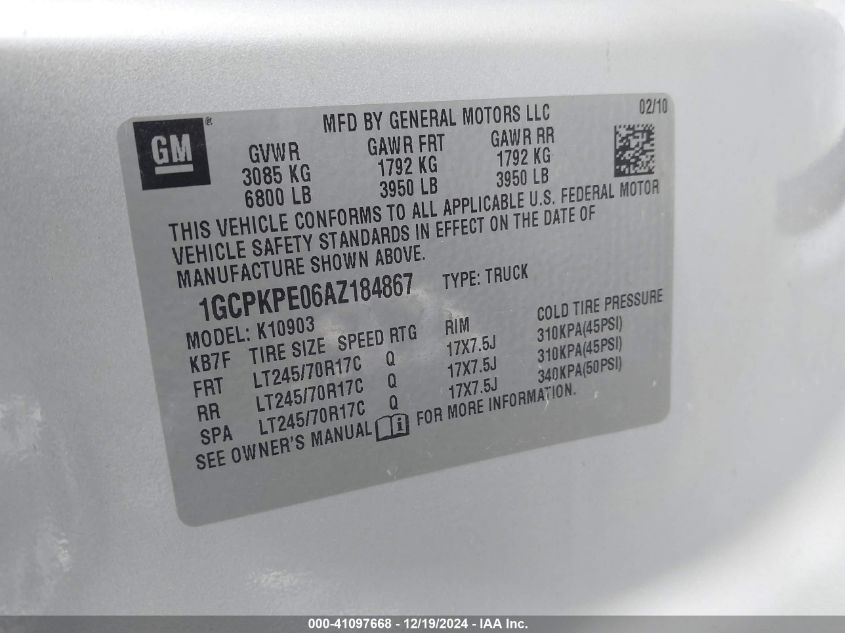 GM ®
MFD BY GENERAL MOTORS LLC 02/10
GVWR GAWR FRT GAWR RR
3085 KG 1792 KG 1792 KG
6800 LB 3950 LB 3950 LB
THIS VEHICLE CONFORMS TO ALL APPLICABLE U.S. FEDERAL MOTOR
VEHICLE SAFETY STANDARDS IN EFFECT ON THE DATE OF
MANUFACTURE SHOWN ABOVE.
1GCPKPE06AZ184867 TYPE: TRUCK
MODEL: K10903
KB7F TIRE SIZE SPEED RTG RIM COLD TIRE PRESSURE
FRT LT245/70R17C Q 17X7.5J 310KPA(45PSI)
RR LT245/70R17C Q 17X7.5J 310KPA(45PSI)
SPA LT245/70R17C Q 17X7.5J 340KPA(50PSI)
SEE OWNER'S MANUAL FOR MORE INFORMATION.
000-41097668 - 12/19/2024 - IAA Inc.